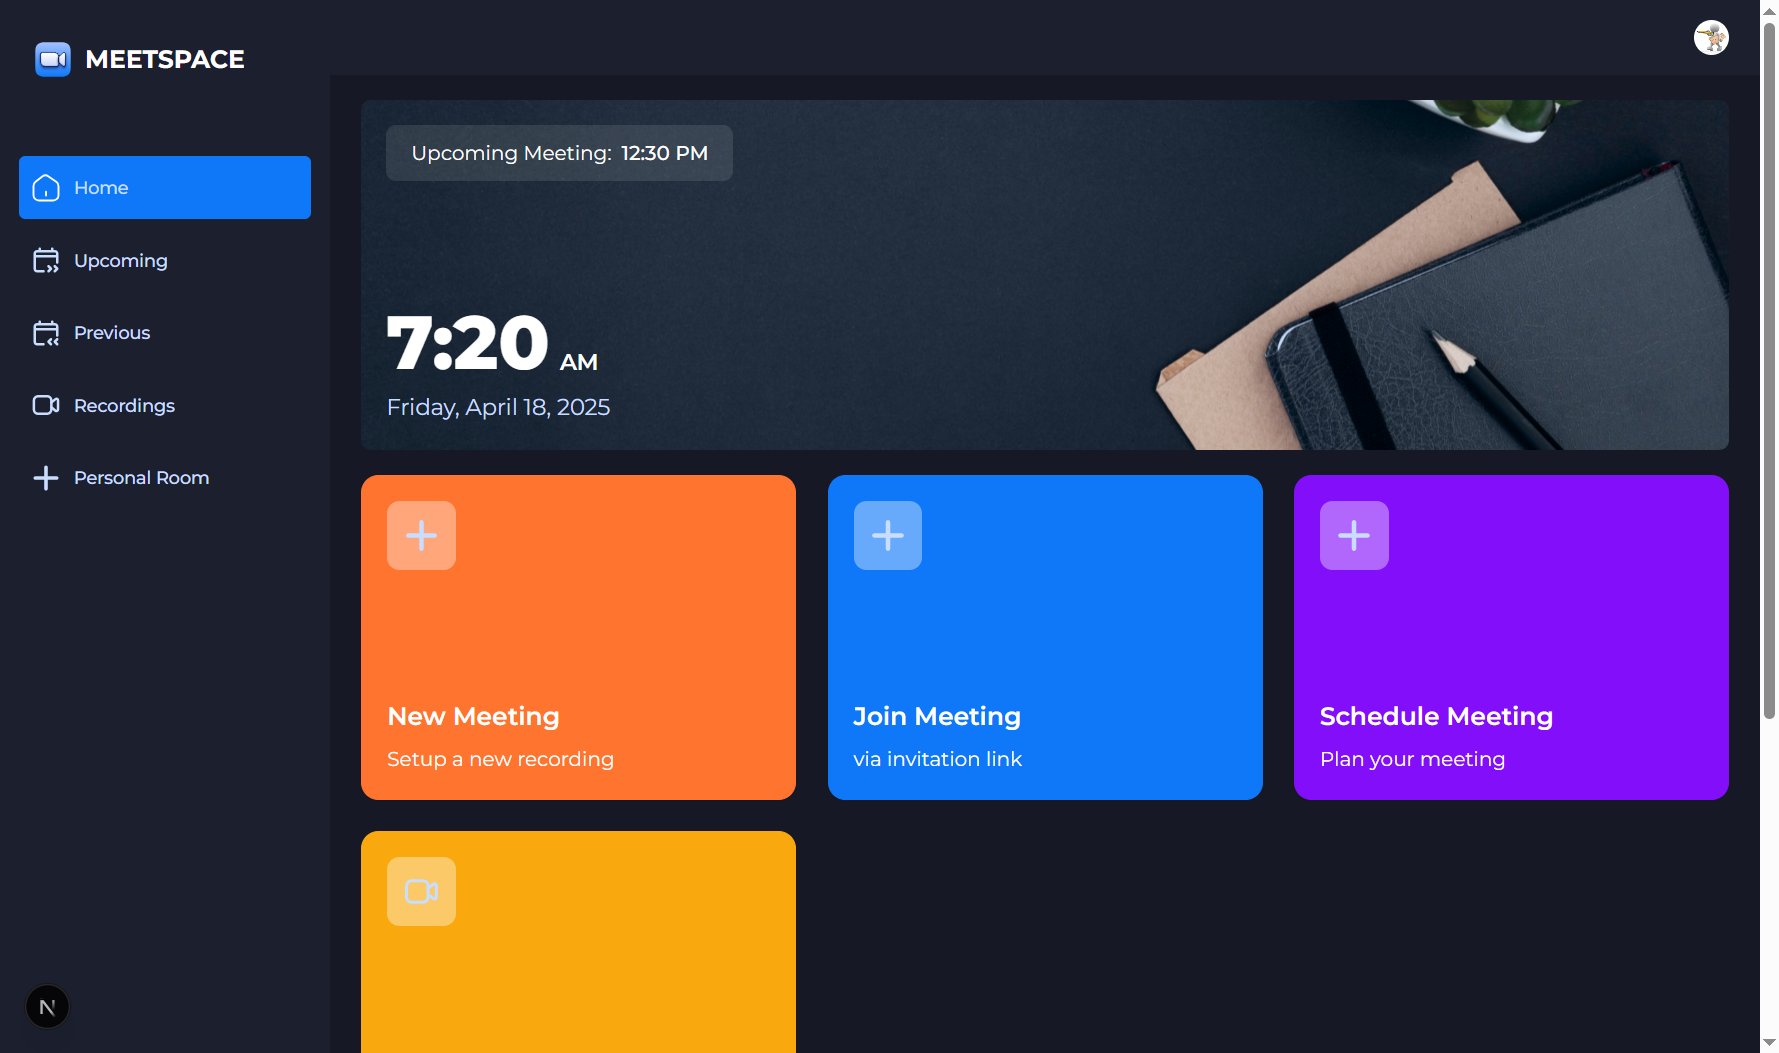 MEETSPACE
Home
Upcoming
Previous
Recordings
Personal Room
Upcoming Meeting: 12:30 PM
7:20 AM
Friday, April 18, 2025
New Meeting
Setup a new recording
Join Meeting
via invitation link
Schedule Meeting
Plan your meeting
N